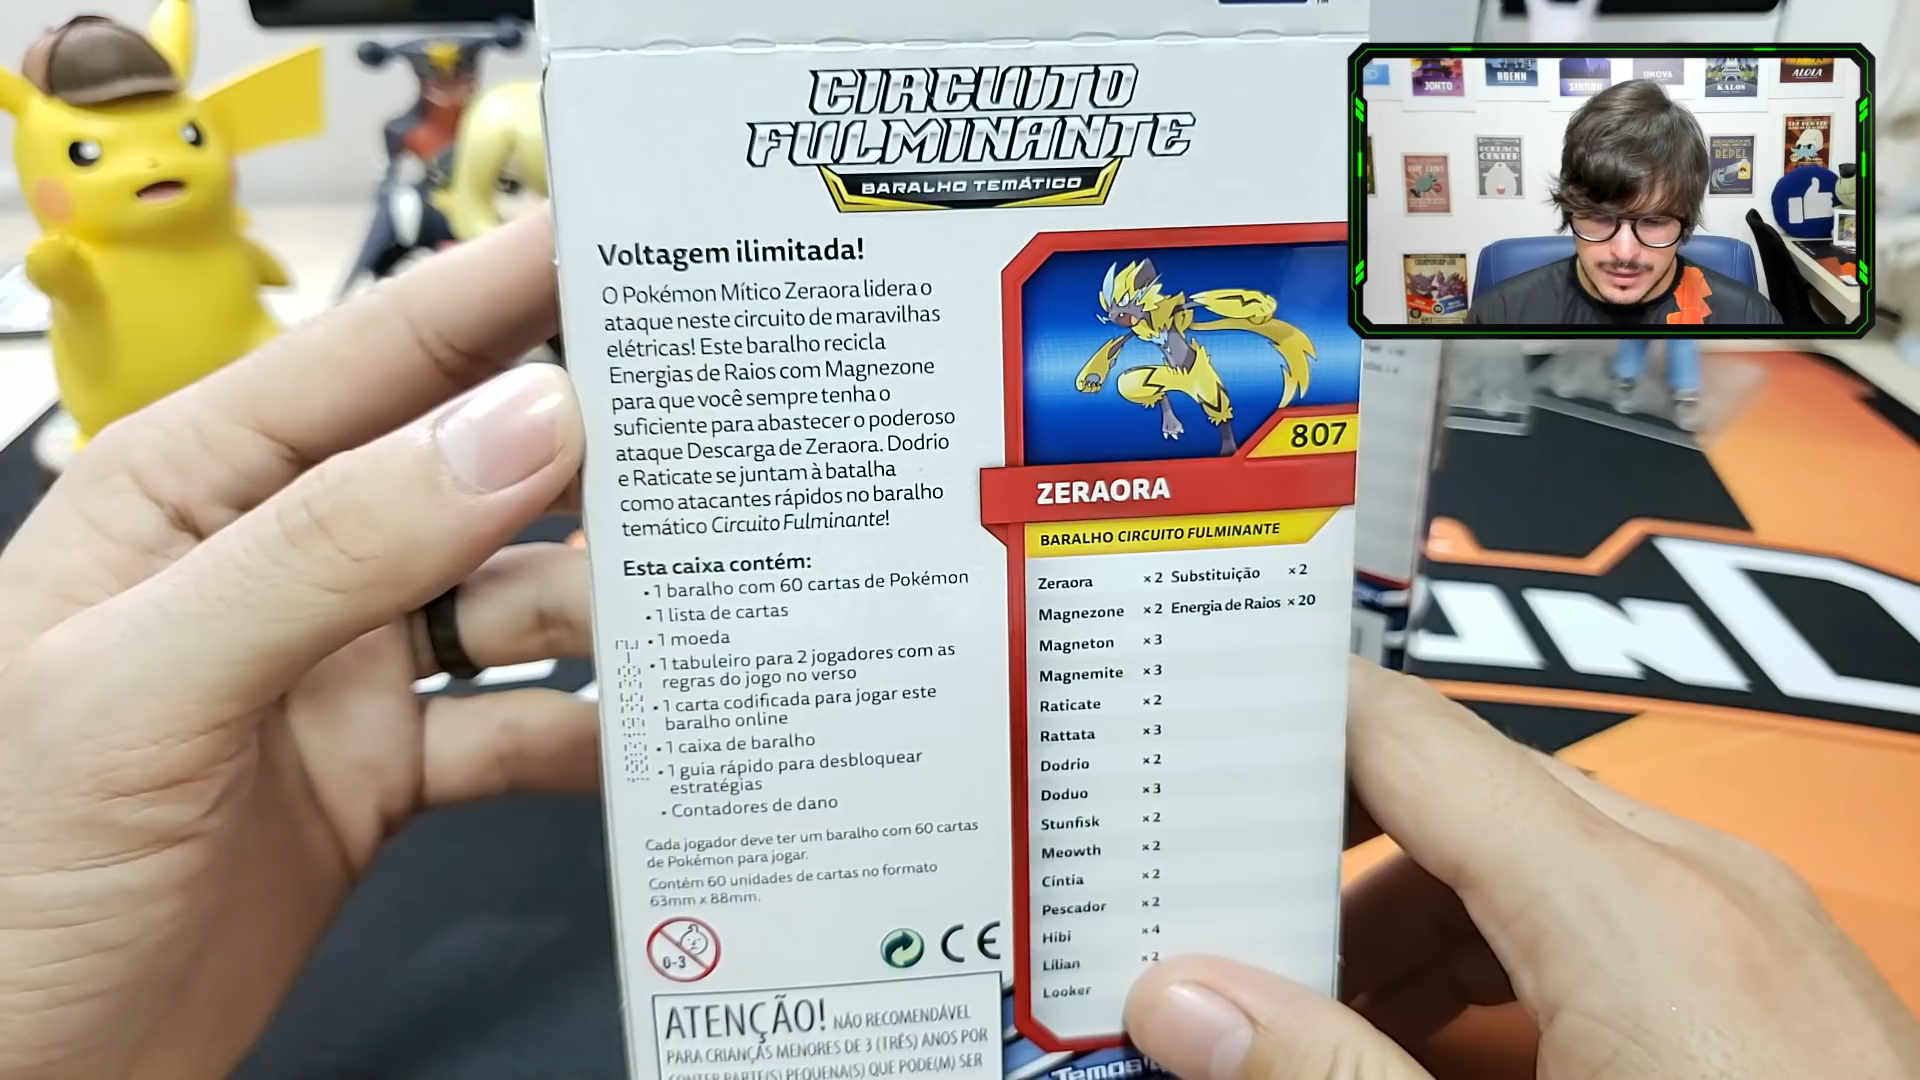 CIRCUITO
FULMINANTE
BARALHO TEMÁTICO
Voltagem ilimitada!
O Pokémon Mítico Zeraora lidera o
ataque neste circuito de maravilhas
elétricas! Este baralho recicla
Energias de Raios com Magnezone
para que você sempre tenha o
suficiente para abastecer o poderoso
ataque Descarga de Zeraora. Dodrio
e Raticate se juntam à batalha
como atacantes rápidos no baralho
temático Circuito Fulminante!
Esta caixa contém:
• 1 baralho com 60 cartas de Pokémon
• 1 lista de cartas
• 1 moeda
• 1 tabuleiro para 2 jogadores com as
regras do jogo no verso
• 1 carta codificada para jogar este
baralho online
• 1 caixa de baralho
• 1 guia rápido para desbloquear
estratégias
• Contadores de dano
Cada jogador deve ter um baralho com 60 cartas
de Pokémon para jogar.
Contém 60 unidades de cartas no formato
63mm x 88mm.
0-3
CE
ATENÇÃO! NÃO RECOMENDÁVEL
PARA CRIANÇAS MENORES DE 3 (TRÊS) ANOS POR
CONTER PARTE(S) PEQUENA(S) QUE PODE(M) SER
807
ZERAORA
BARALHO CIRCUITO FULMINANTE
Zeraora x 2 Substituição x 2
Magnezone x 2 Energia de Raios x 20
Magneton x 3
Magnemite x 3
Raticate x 2
Rattata x 3
Dodrio x 2
Doduo x 3
Stunfisk x 2
Meowth x 2
Cíntia x 2
Pescador x 2
Hibi x 4
Lílian x 2
Looker
JOHTO
HOENN
SINNOH
UNOVA
KALOS
ALOLA
POKÉMON
CENTER
REPEL